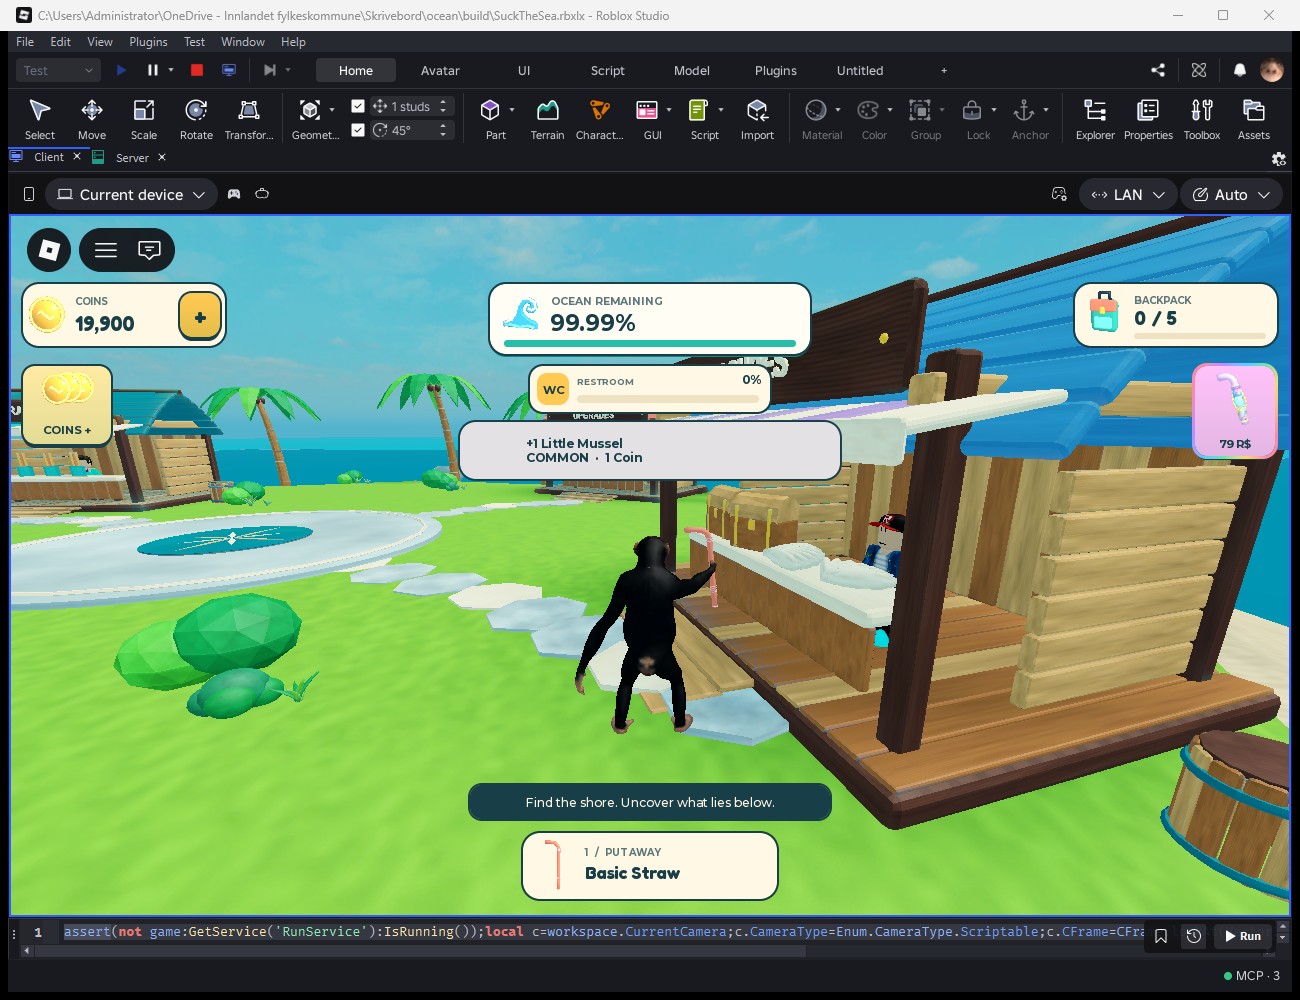 C:\Users\Administrator\OneDrive - Innlandet fylkeskommune\Skrivebord\ocean\build\SuckTheSea.rbxlx - Roblox Studio
File Edit View Plugins Test Window Help
Test Home Avatar UI Script Model Plugins Untitled +
1 studs
45°
Select Move Scale Rotate Transfor... Geomet... Part Terrain Charact... GUI Script Import Material Color Group Lock Anchor Explorer Properties Toolbox Assets
Client Server
Current device LAN Auto
COINS
19,900
+
OCEAN REMAINING
99.99%
BACKPACK
0 / 5
WC RESTROOM 0%
COINS +
79 R$
UPGRADES
+1 Little Mussel
COMMON · 1 Coin
Find the shore. Uncover what lies below.
1 / PUT AWAY
Basic Straw
1 assert(not game:GetService('RunService'):IsRunning());local c=workspace.CurrentCamera;c.CameraType=Enum.CameraType.Scriptable;c.CFrame=CFra
Run
MCP · 3